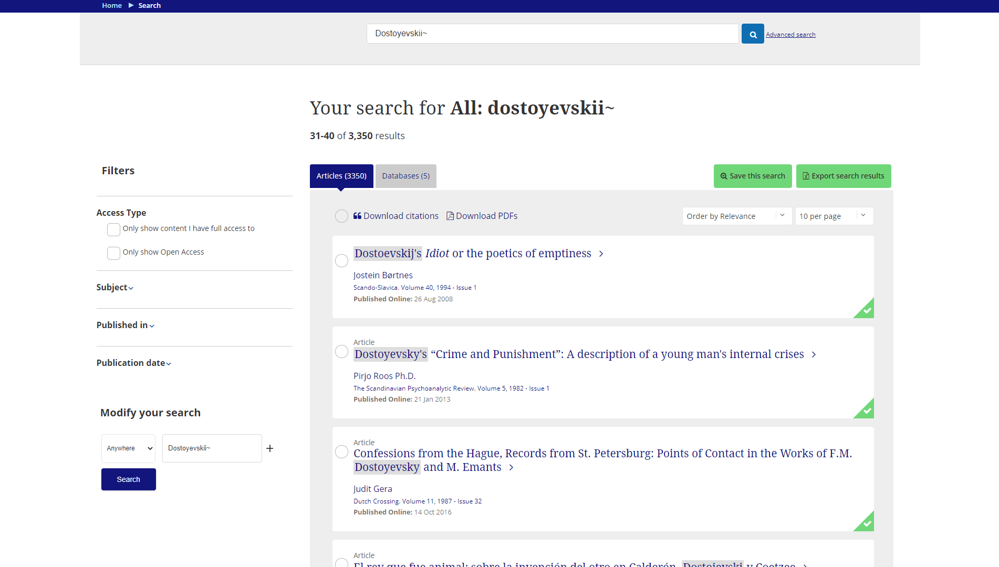 Home ▶ Search
Dostoyevskii~
Advanced search
Your search for All: dostoyevskii~
31-40 of 3,350 results
Filters
Access Type
Only show content I have full access to
Only show Open Access
Subject
Published in
Publication date
Modify your search
Anywhere
Dostoyevskii~
+
Search
Articles (3350)
Databases (5)
Save this search
Export search results
Download citations
Download PDFs
Order by Relevance
10 per page
Dostoevskij's Idiot or the poetics of emptiness
Jostein Børtnes
Scando-Slavica, Volume 40, 1994 - Issue 1
Published Online: 26 Aug 2008
Article
Dostoyevsky's “Crime and Punishment”: A description of a young man's internal crises
Pirjo Roos Ph.D.
The Scandinavian Psychoanalytic Review, Volume 5, 1982 - Issue 1
Published Online: 21 Jan 2013
Article
Confessions from the Hague, Records from St. Petersburg: Points of Contact in the Works of F.M.
Dostoyevsky and M. Emants
Judit Gera
Dutch Crossing, Volume 11, 1987 - Issue 32
Published Online: 14 Oct 2016
Article
El rey que fue animal: sobre la invención del otro en Calderón, Dostoievski y Coetzee